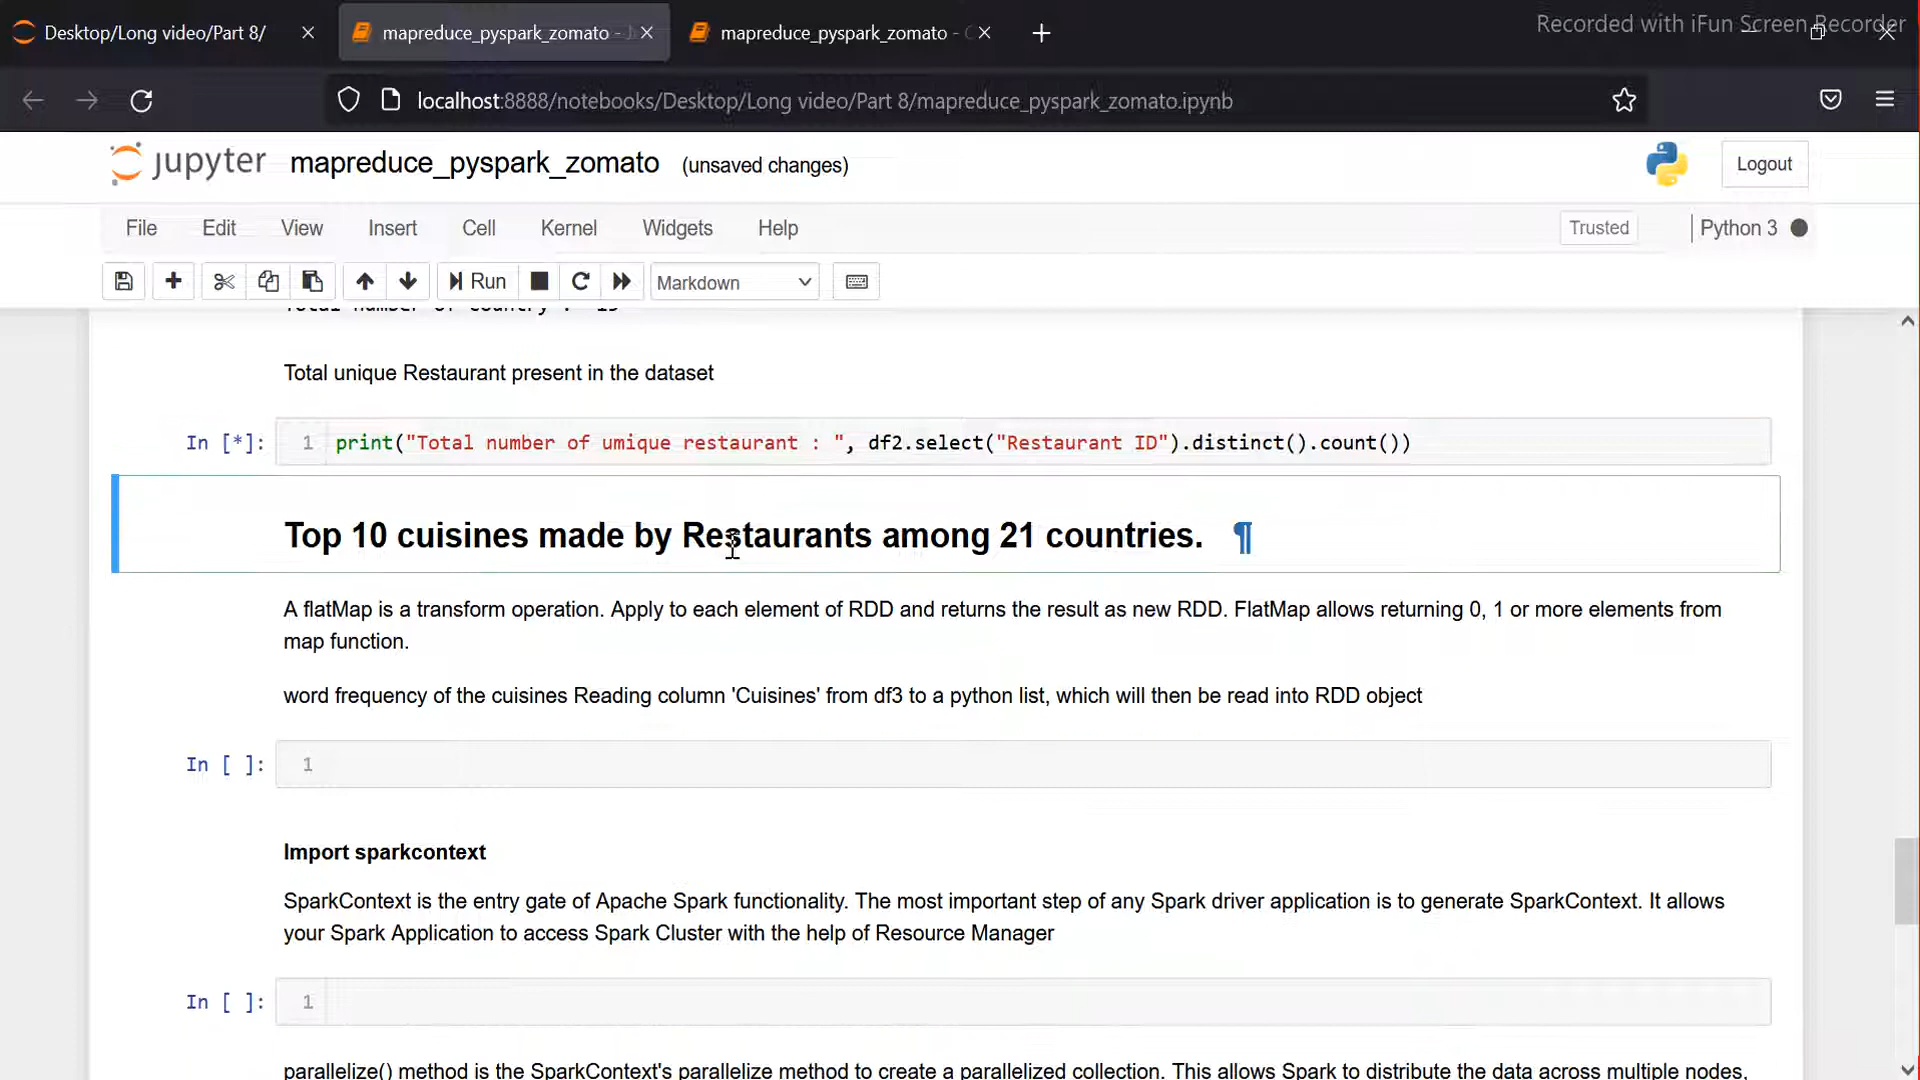 Recorded with iFun Screen Recorder
Desktop/Long video/Part 8/
mapreduce_pyspark_zomato - J
mapreduce_pyspark_zomato - C
localhost:8888/notebooks/Desktop/Long video/Part 8/mapreduce_pyspark_zomato.ipynb
jupyter mapreduce_pyspark_zomato (unsaved changes)
Logout
File Edit View Insert Cell Kernel Widgets Help
Trusted
Python 3
Run
Markdown
Total number of country : 15
Total unique Restaurant present in the dataset
In [*]: 1 print("Total number of umique restaurant : ", df2.select("Restaurant ID").distinct().count())
Top 10 cuisines made by Restaurants among 21 countries. ¶
A flatMap is a transform operation. Apply to each element of RDD and returns the result as new RDD. FlatMap allows returning 0, 1 or more elements from
map function.
word frequency of the cuisines Reading column 'Cuisines' from df3 to a python list, which will then be read into RDD object
In [ ]: 1
Import sparkcontext
SparkContext is the entry gate of Apache Spark functionality. The most important step of any Spark driver application is to generate SparkContext. It allows
your Spark Application to access Spark Cluster with the help of Resource Manager
In [ ]: 1
parallelize() method is the SparkContext's parallelize method to create a parallelized collection. This allows Spark to distribute the data across multiple nodes,